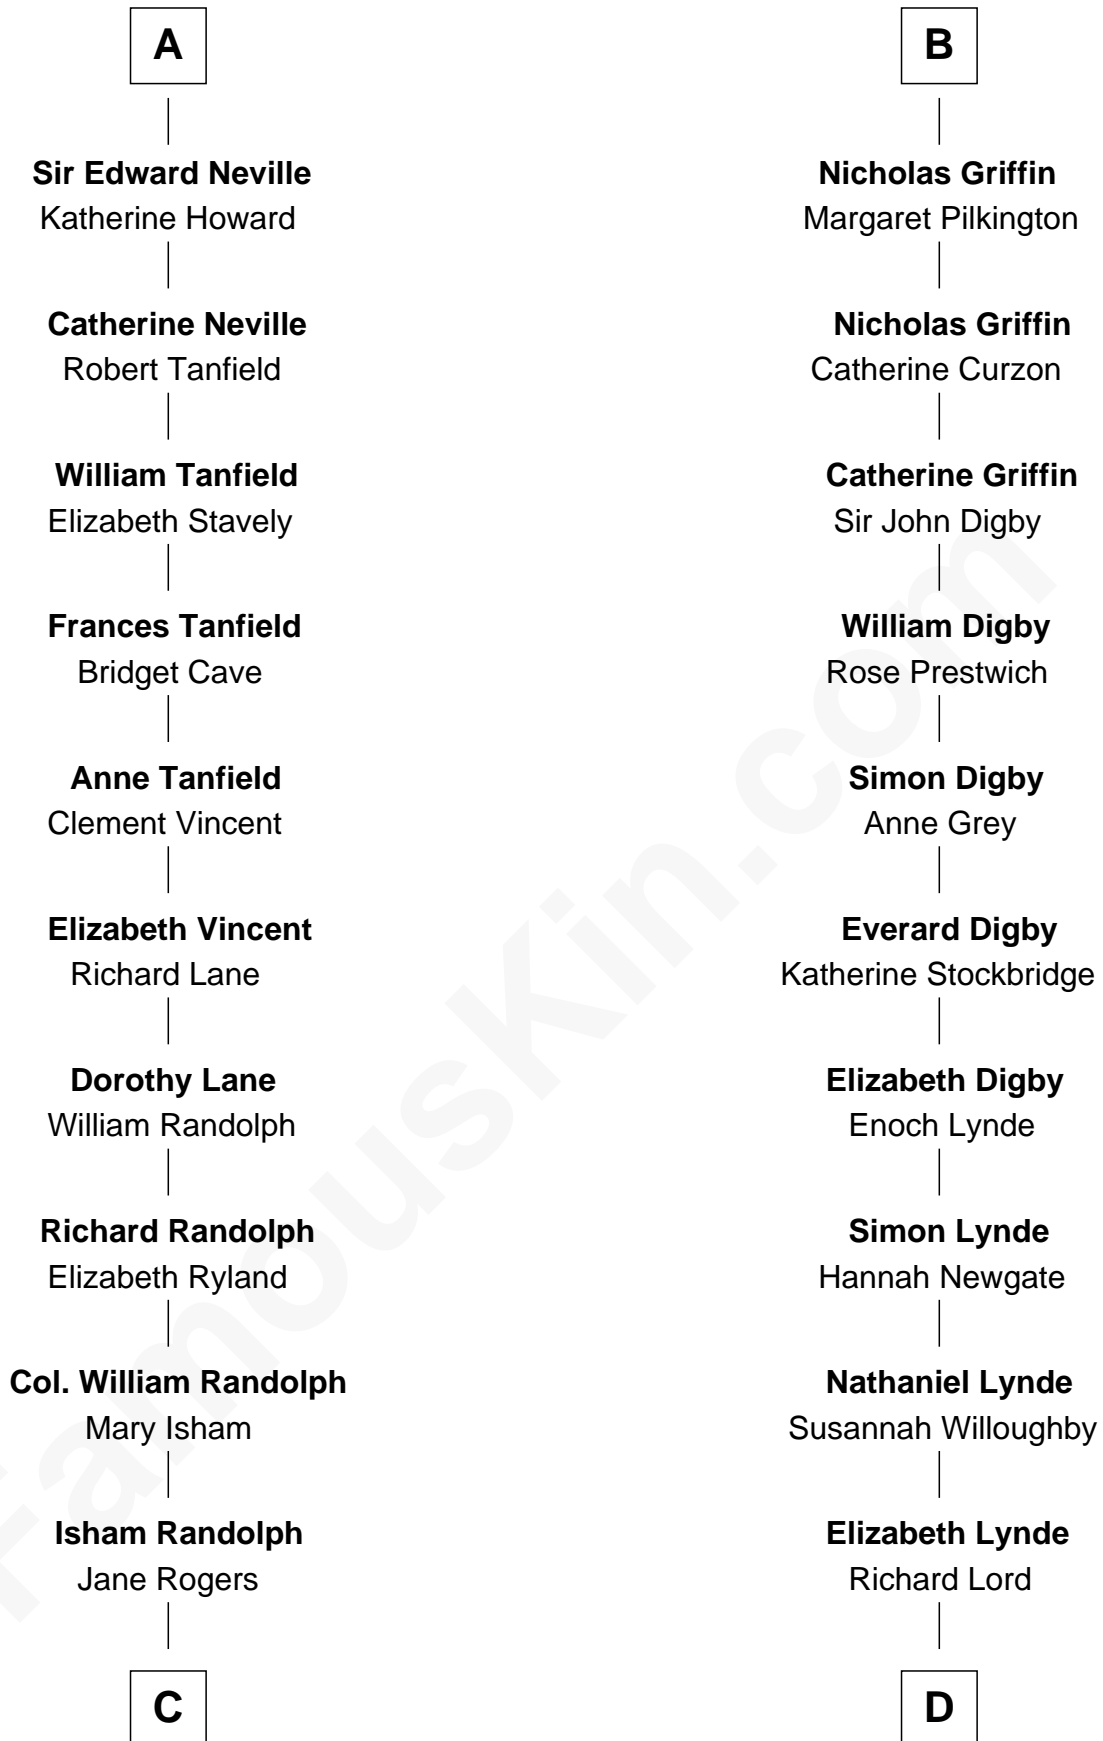 A
Sir Edward Neville
Katherine Howard
Catherine Neville
Robert Tanfield
William Tanfield
Elizabeth Stavely
Frances Tanfield
Bridget Cave
Anne Tanfield
Clement Vincent
Elizabeth Vincent
Richard Lane
Dorothy Lane
William Randolph
Richard Randolph
Elizabeth Ryland
Col. William Randolph
Mary Isham
Isham Randolph
Jane Rogers
C
B
Nicholas Griffin
Margaret Pilkington
Nicholas Griffin
Catherine Curzon
Catherine Griffin
Sir John Digby
William Digby
Rose Prestwich
Simon Digby
Anne Grey
Everard Digby
Katherine Stockbridge
Elizabeth Digby
Enoch Lynde
Simon Lynde
Hannah Newgate
Nathaniel Lynde
Susannah Willoughby
Elizabeth Lynde
Richard Lord
D
FamousKin.com